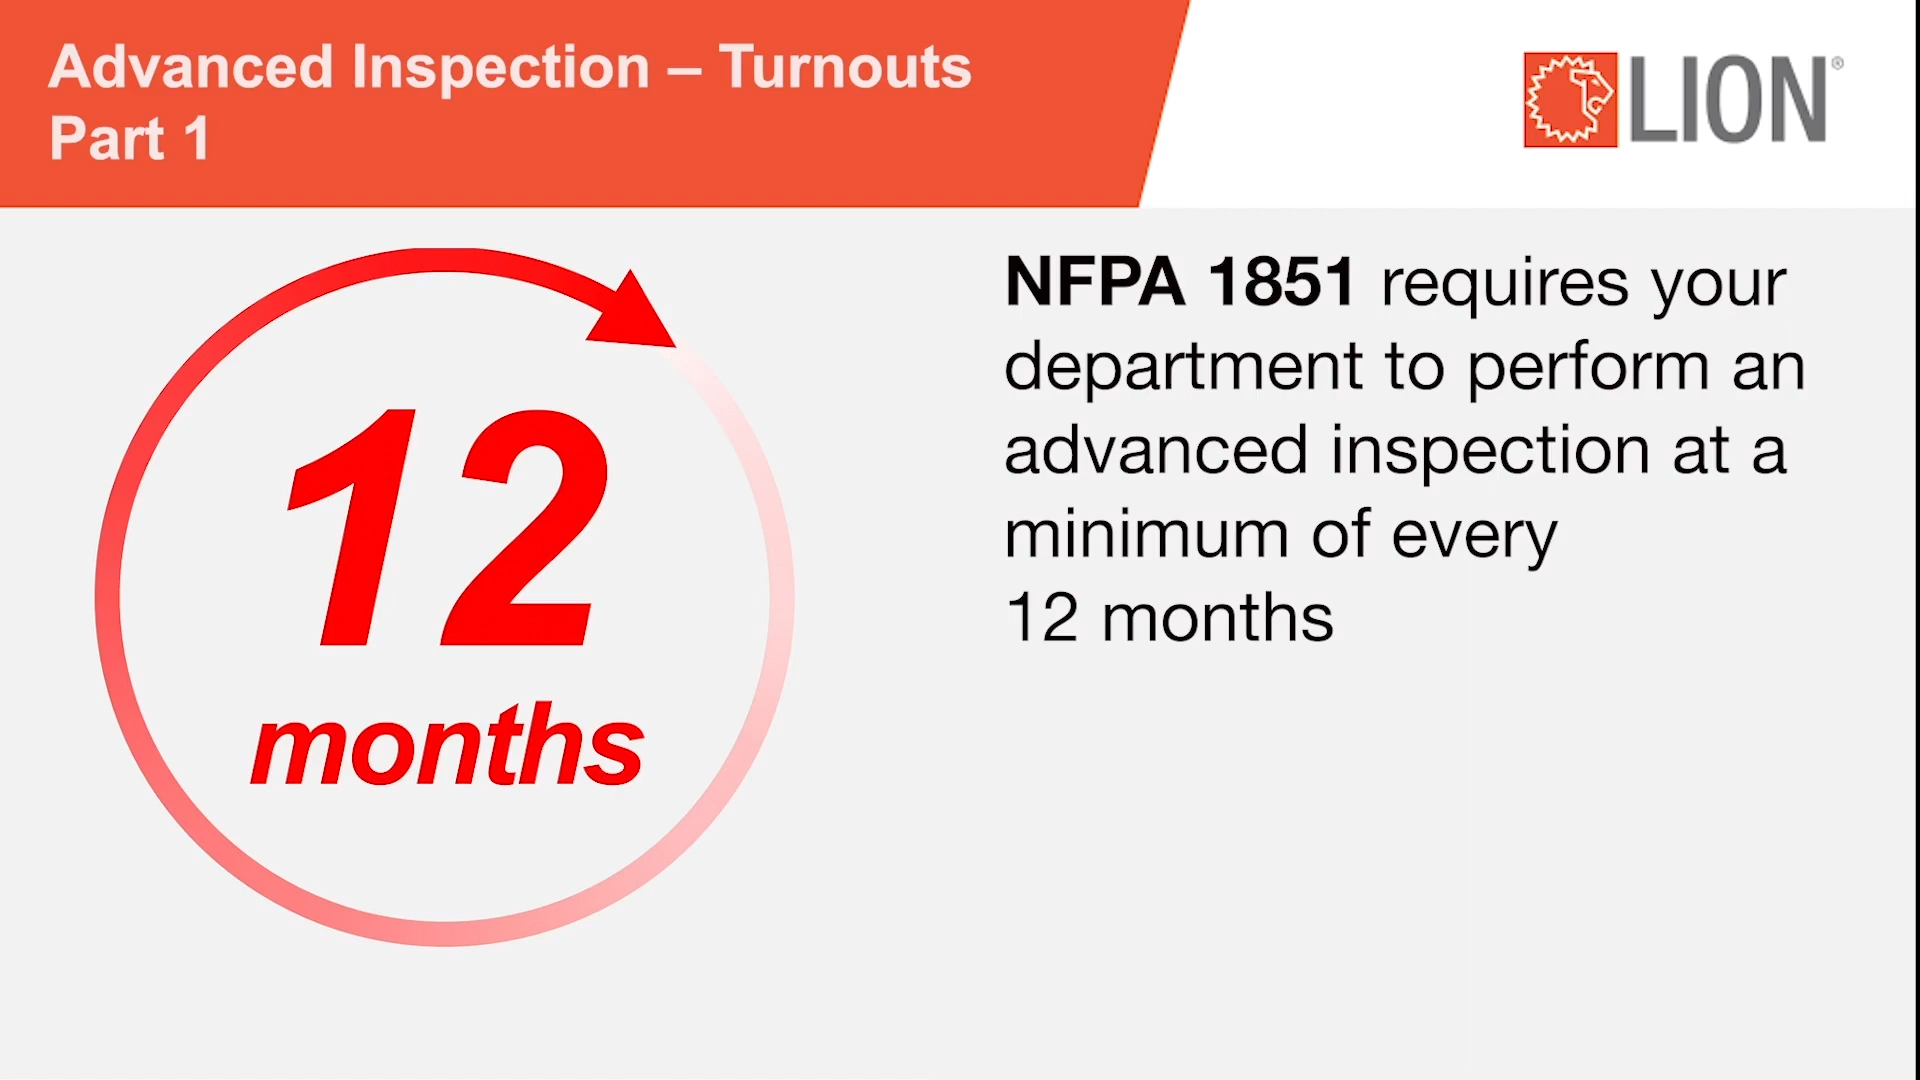 Advanced Inspection – Turnouts
Part 1
LION®
12
months
NFPA 1851 requires your
department to perform an
advanced inspection at a
minimum of every
12 months